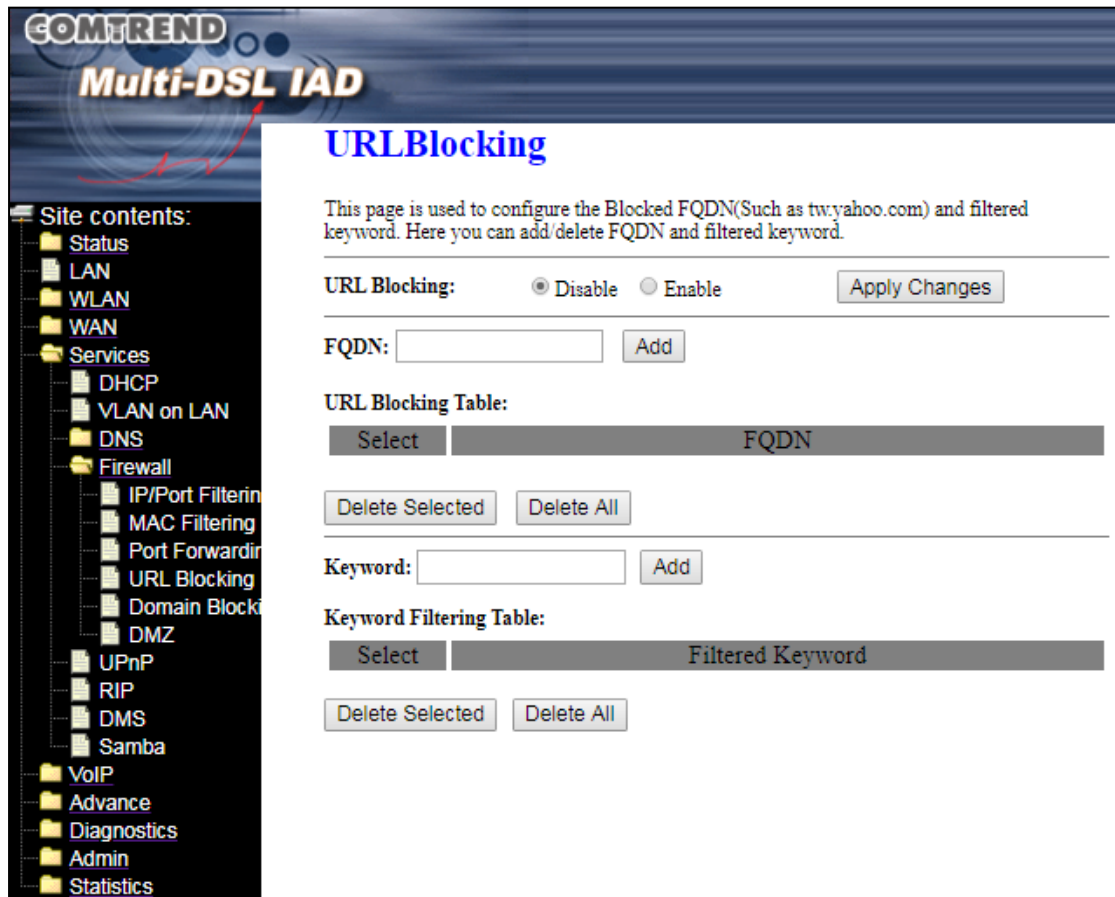 COMTREND
Multi-DSL IAD
Site contents:
Status
LAN
WLAN
WAN
Services
DHCP
VLAN on LAN
DNS
Firewall
IP/Port Filterin
MAC Filtering
Port Forwardin
URL Blocking
Domain Blocki
DMZ
UPnP
RIP
DMS
Samba
VoIP
Advance
Diagnostics
Admin
Statistics
URLBlocking
This page is used to configure the Blocked FQDN(Such as tw.yahoo.com) and filtered
keyword. Here you can add/delete FQDN and filtered keyword.
URL Blocking: Disable Enable Apply Changes
FQDN: Add
URL Blocking Table:
Select FQDN
Delete Selected Delete All
Keyword: Add
Keyword Filtering Table:
Select Filtered Keyword
Delete Selected Delete All